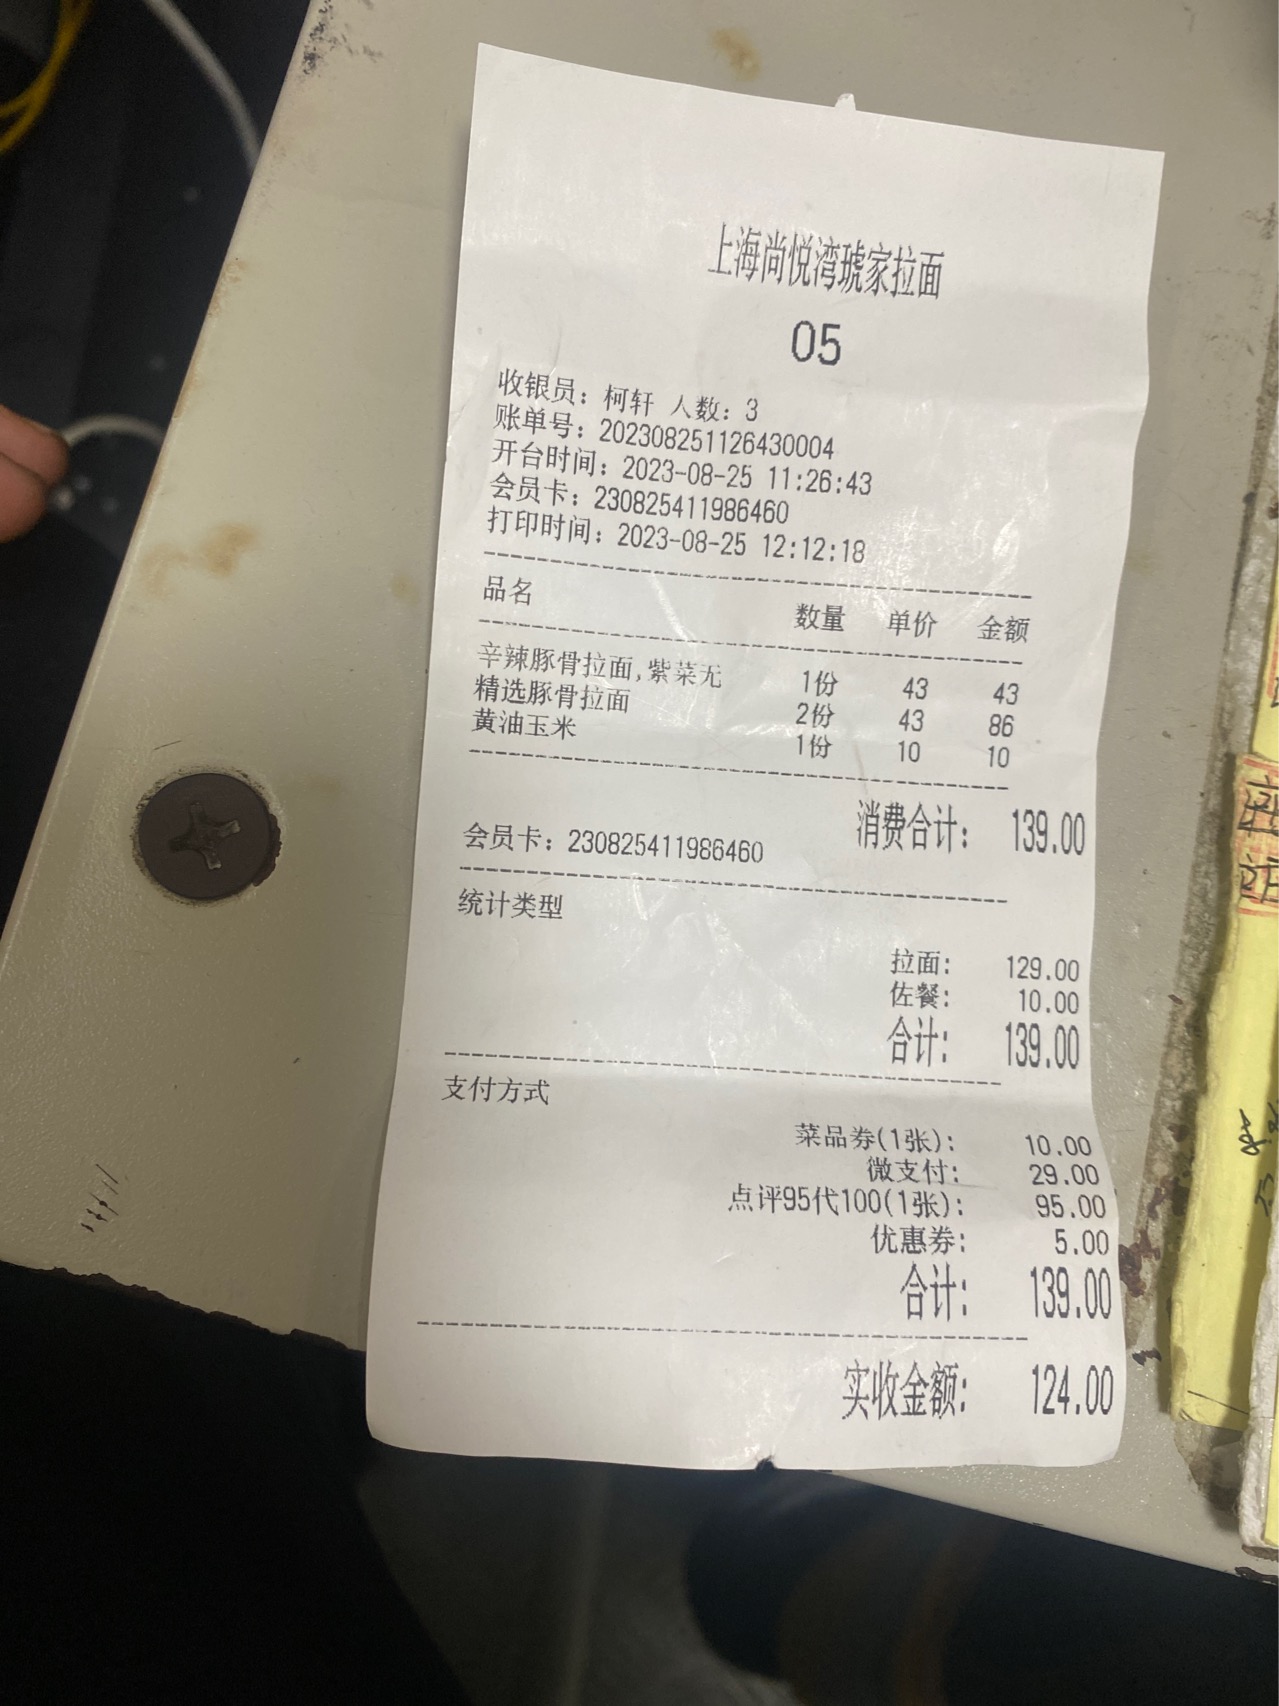 上海尚悦湾琥家拉面
05
收银员：柯轩 人数：3
账单号：202308251126430004
开台时间：2023-08-25 11:26:43
会员卡：230825411986460
打印时间：2023-08-25 12:12:18
品名 数量 单价 金额
辛辣豚骨拉面,紫菜无 1份 43 43
精选豚骨拉面 2份 43 86
黄油玉米 1份 10 10
消费合计： 139.00
会员卡：230825411986460
统计类型
拉面： 129.00
佐餐： 10.00
合计： 139.00
支付方式
菜品券(1张)： 10.00
微支付： 29.00
点评95代100(1张)： 95.00
优惠券： 5.00
合计： 139.00
实收金额： 124.00